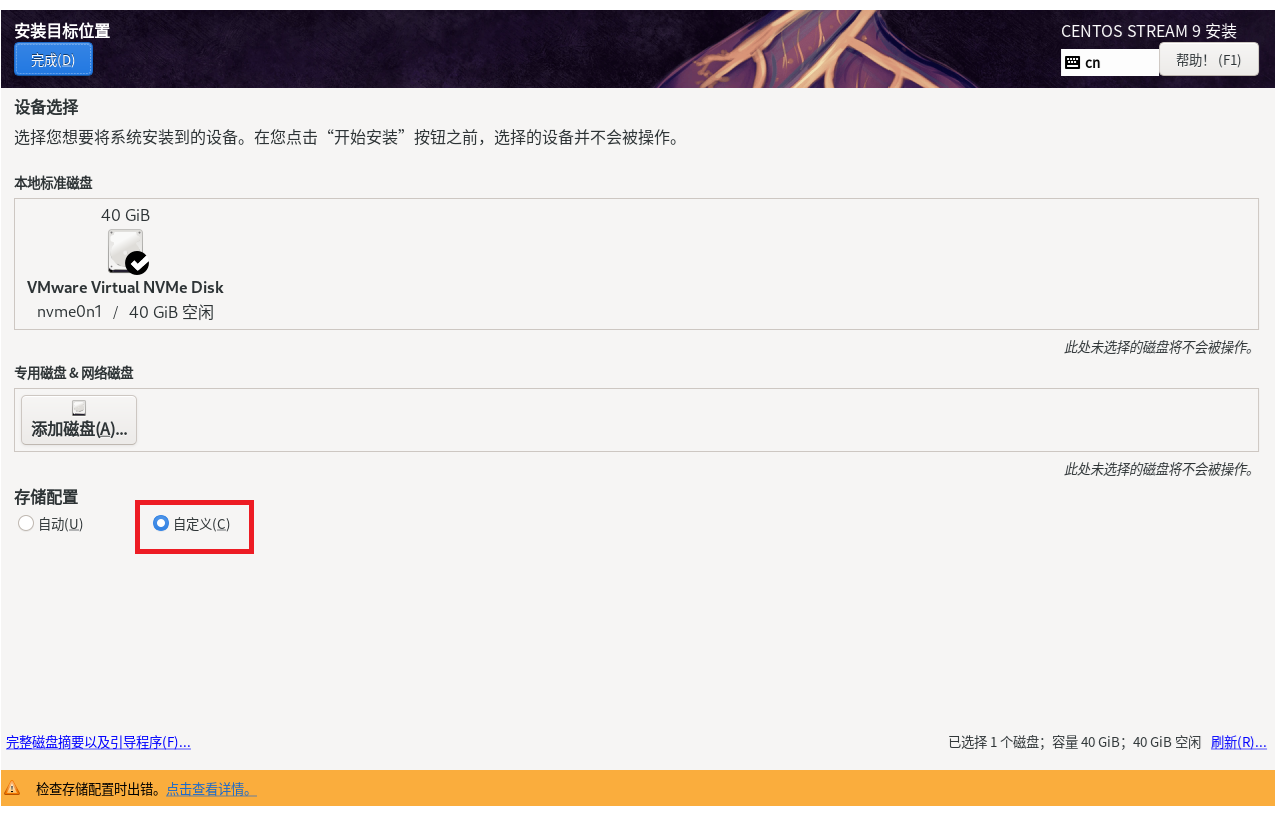 安装目标位置
CENTOS STREAM 9 安装
完成(D)
cn
帮助！ (F1)
设备选择
选择您想要将系统安装到的设备。在您点击“开始安装”按钮之前，选择的设备并不会被操作。
本地标准磁盘
40 GiB
VMware Virtual NVMe Disk
nvme0n1 / 40 GiB 空闲
此处未选择的磁盘将不会被操作。
专用磁盘 & 网络磁盘
添加磁盘(A)...
此处未选择的磁盘将不会被操作。
存储配置
自动(U)
自定义(C)
完整磁盘摘要以及引导程序(F)...
已选择 1 个磁盘；容量 40 GiB；40 GiB 空闲 刷新(R)...
检查存储配置时出错。点击查看详情。